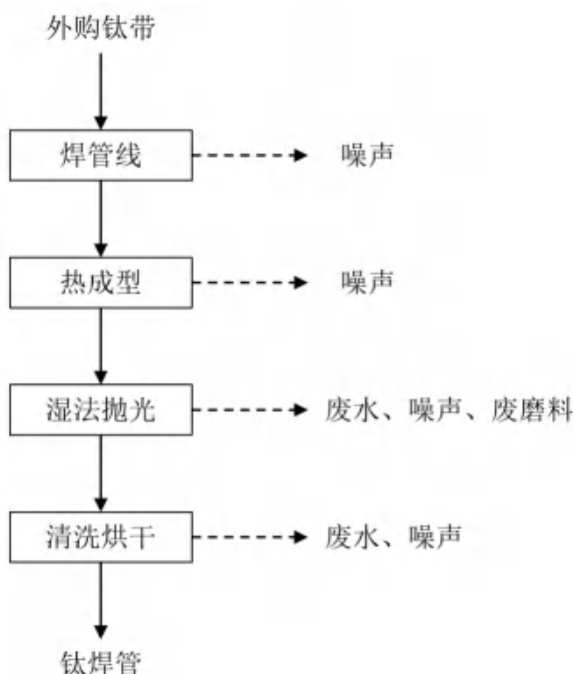 外购钛带
焊管线 噪声
热成型 噪声
湿法抛光 废水、噪声、废磨料
清洗烘干 废水、噪声
钛焊管